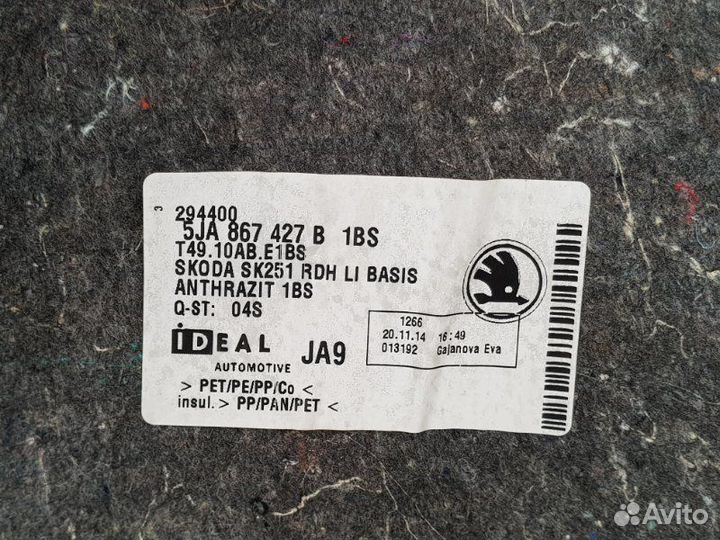 3
294400
5JA 867 427 B 1BS
T49.10AB.E1BS
SKODA SK251 RDH LI BASIS
ANTHRAZIT 1BS
Q-ST: 04S
iDEAL
AUTOMOTIVE
JA9
1266
20.11.14 16:49
013192 Gajanova Eva
> PET/PE/PP/Co <
insul. > PP/PAN/PET <
Avito